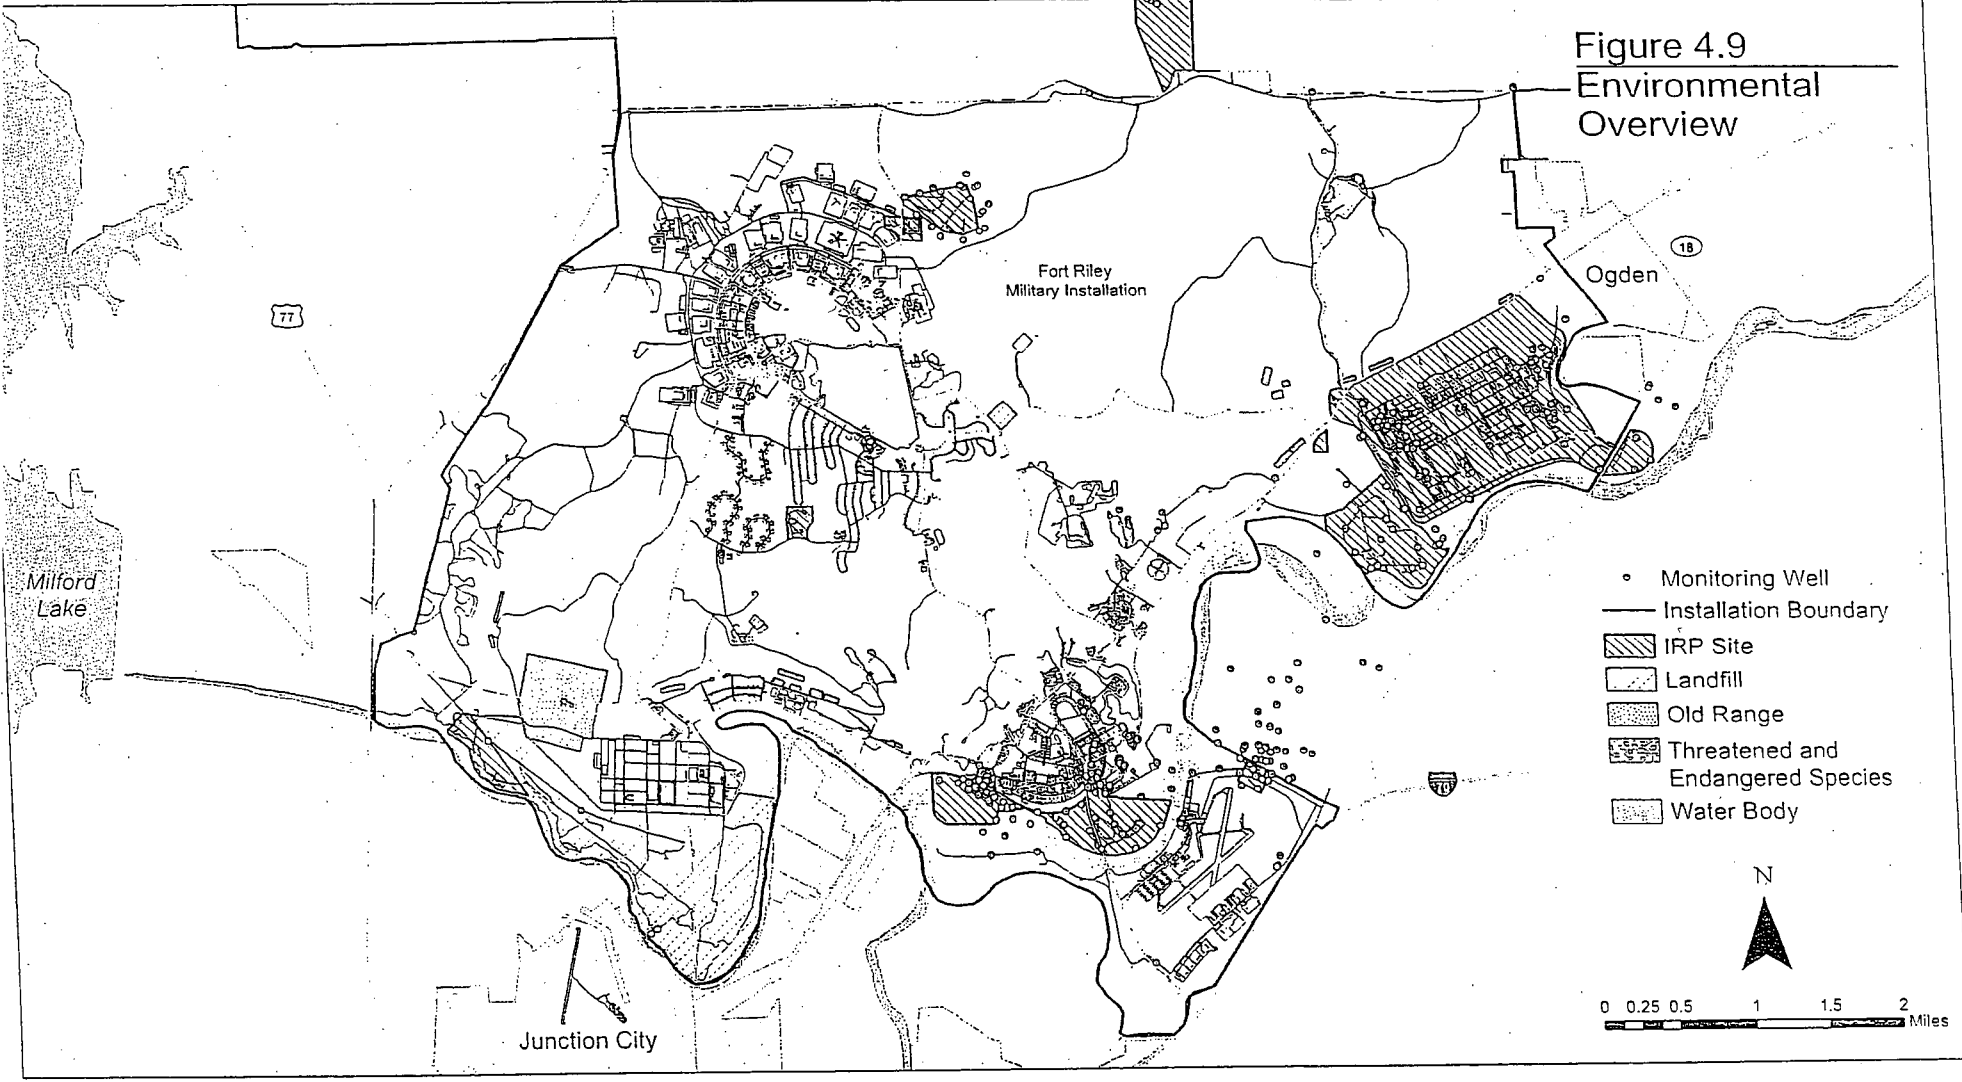 Figure 4.9
Environmental
Overview
18
Ogden
Fort Riley
Military Installation
77
Milford
Lake
Monitoring Well
Installation Boundary
IRP Site
Landfill
Old Range
Threatened and
Endangered Species
Water Body
70
N
0 0.25 0.5 1 1.5 2
Miles
Junction City